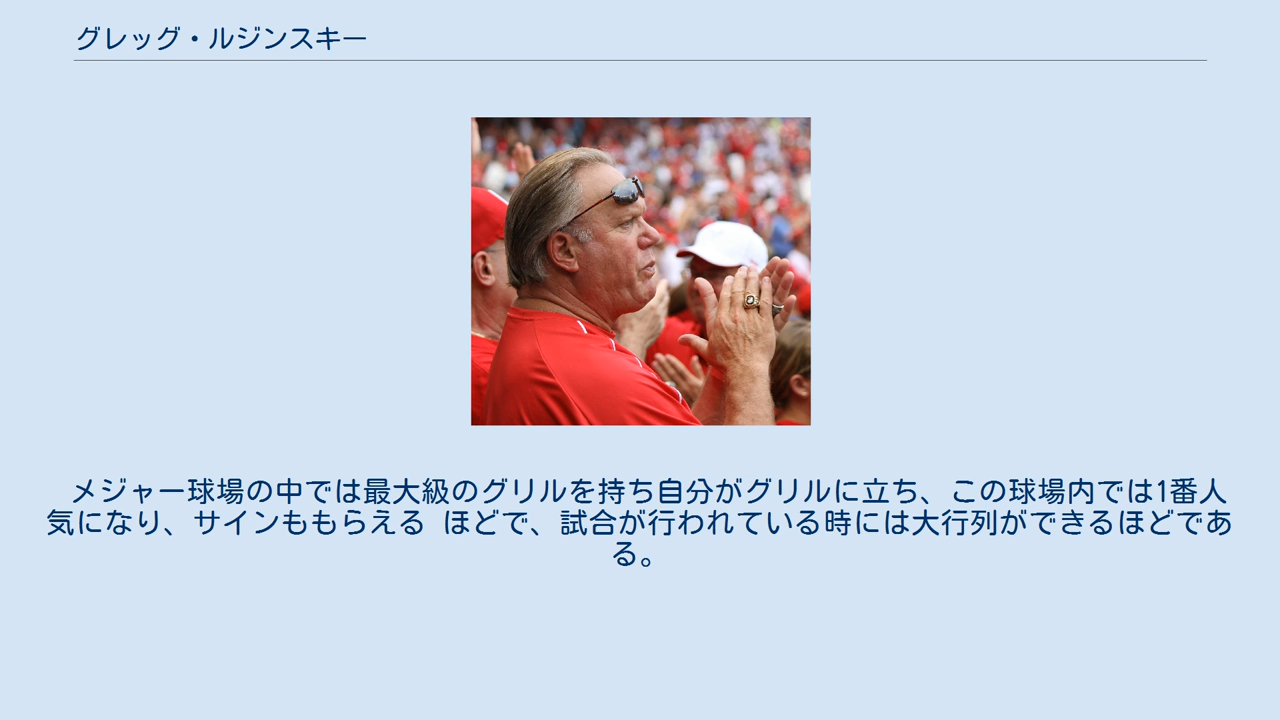 グレッグ・ルジンスキー
メジャー球場の中では最大級のグリルを持ち自分がグリルに立ち、この球場内では1番人
気になり、サインももらえる ほどで、試合が行われている時には大行列ができるほどであ
る。